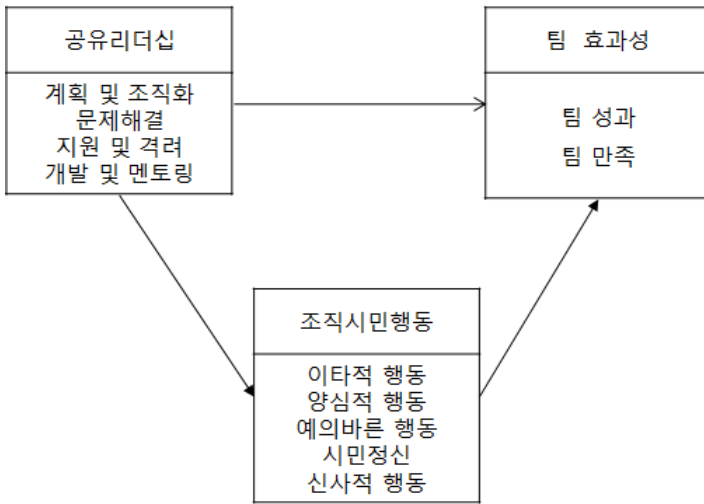 공유리더십
계획 및 조직화
문제해결
지원 및 격려
개발 및 멘토링
팀 효과성
팀 성과
팀 만족
조직시민행동
이타적 행동
양심적 행동
예의바른 행동
시민정신
신사적 행동